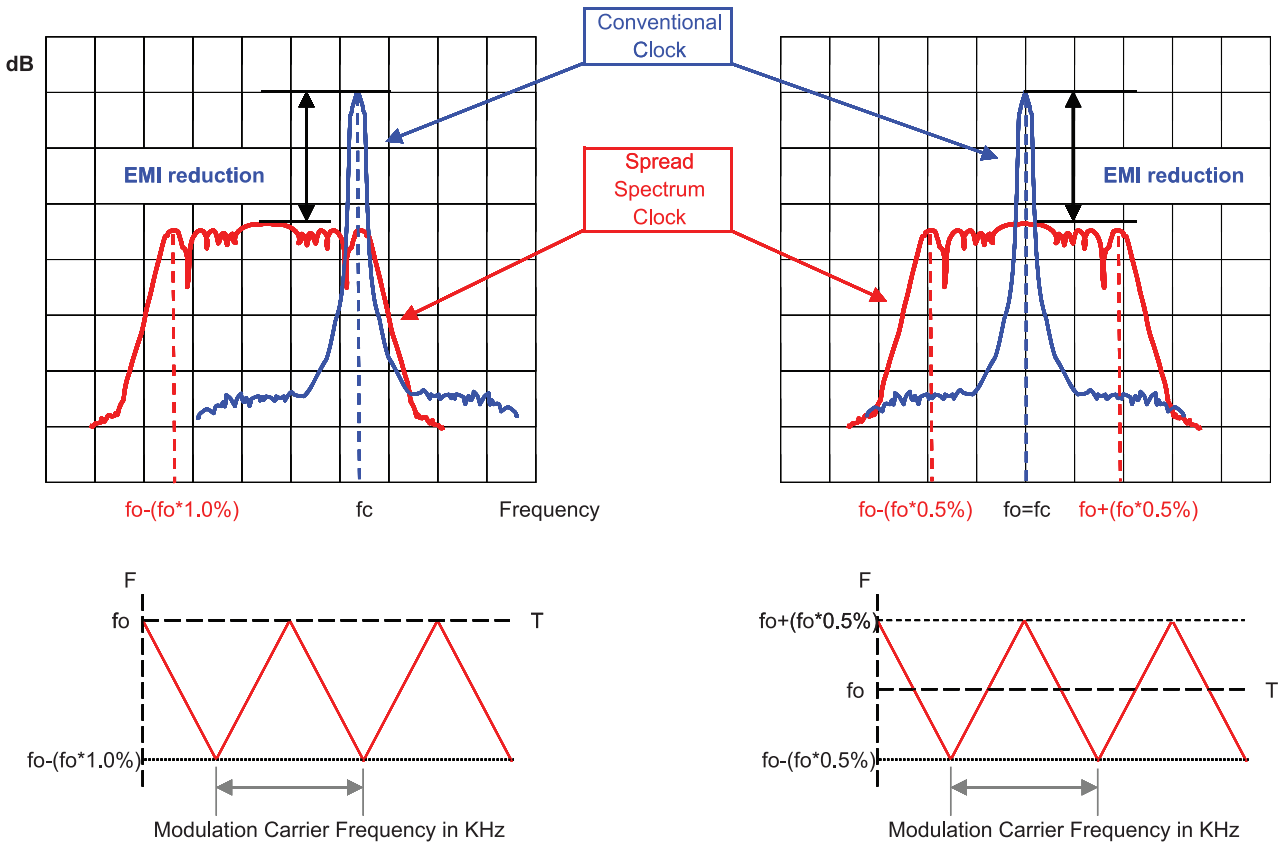 Conventional
Clock
dB
EMI reduction
EMI reduction
Spread
Spectrum
Clock
fo-(fo*1.0%)
fc
Frequency
fo-(fo*0.5%)
fo=fc
fo+(fo*0.5%)
F
fo
T
fo-(fo*1.0%)
Modulation Carrier Frequency in KHz
F
fo+(fo*0.5%)
fo
T
fo-(fo*0.5%)
Modulation Carrier Frequency in KHz